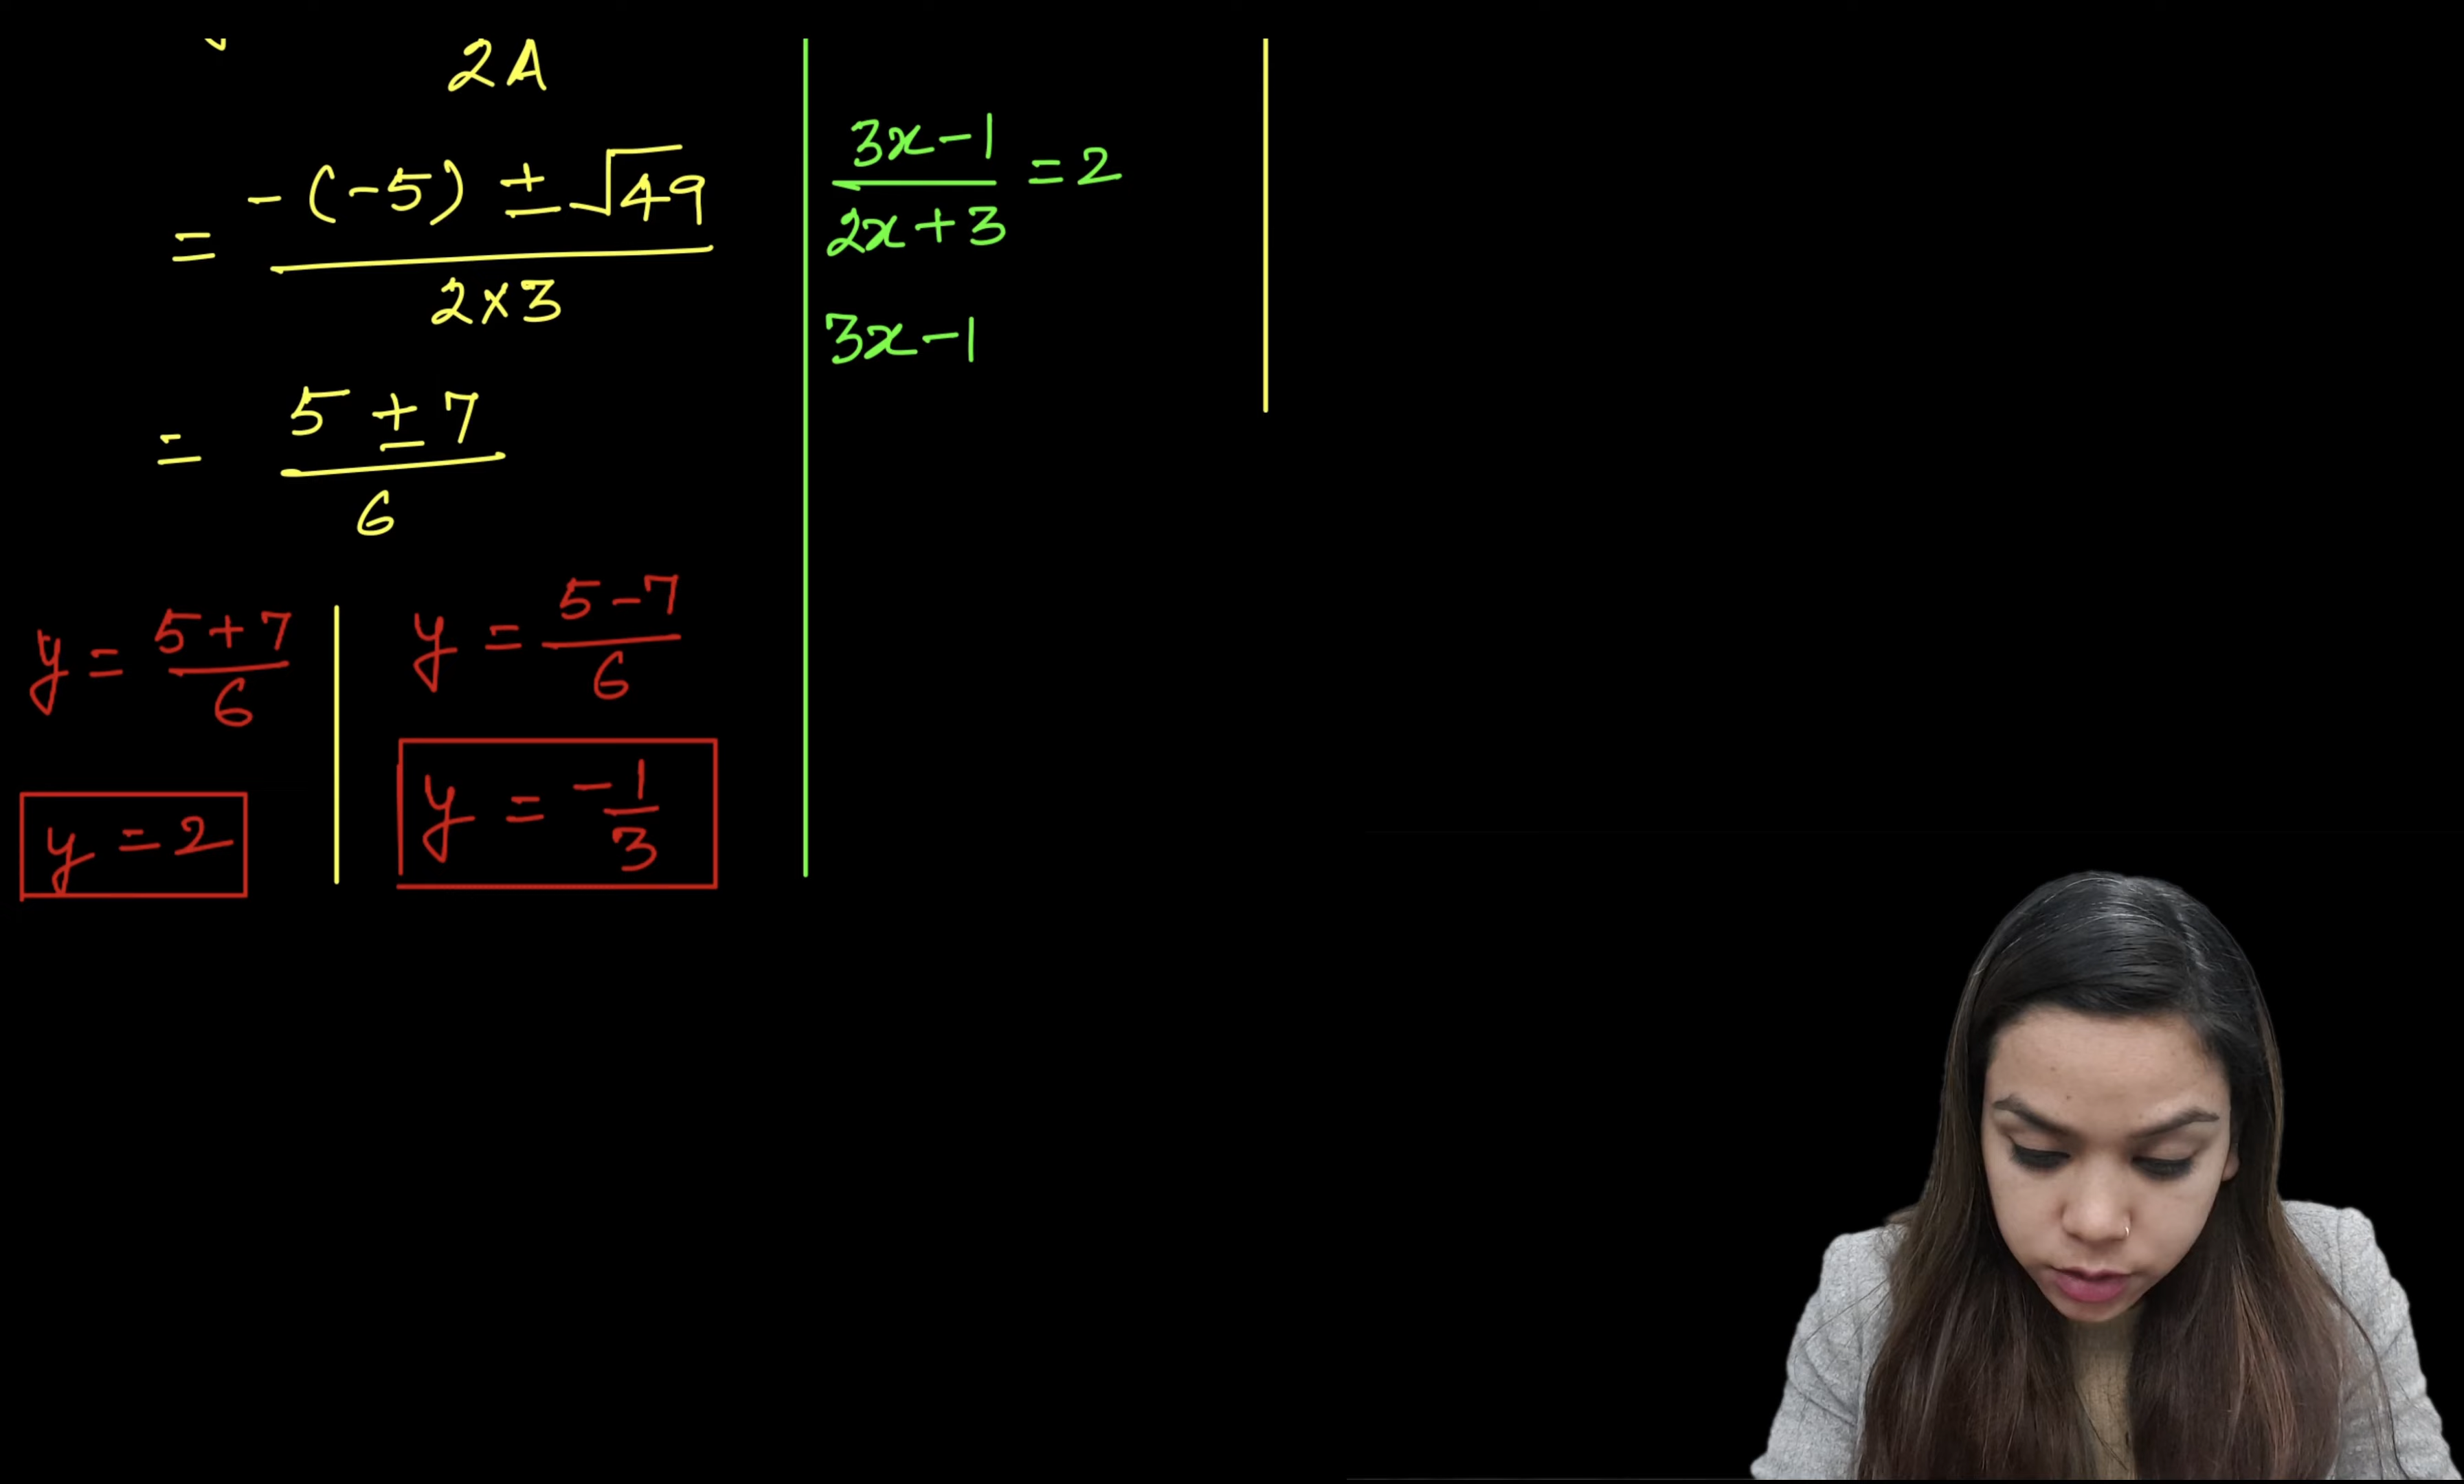 2A
= -(-5) ± √49
2×3
= 5 ± 7
6
y = 5+7
6
y = 2
y = 5-7
6
y = -1
3
3x-1
2x+3 = 2
3x-1